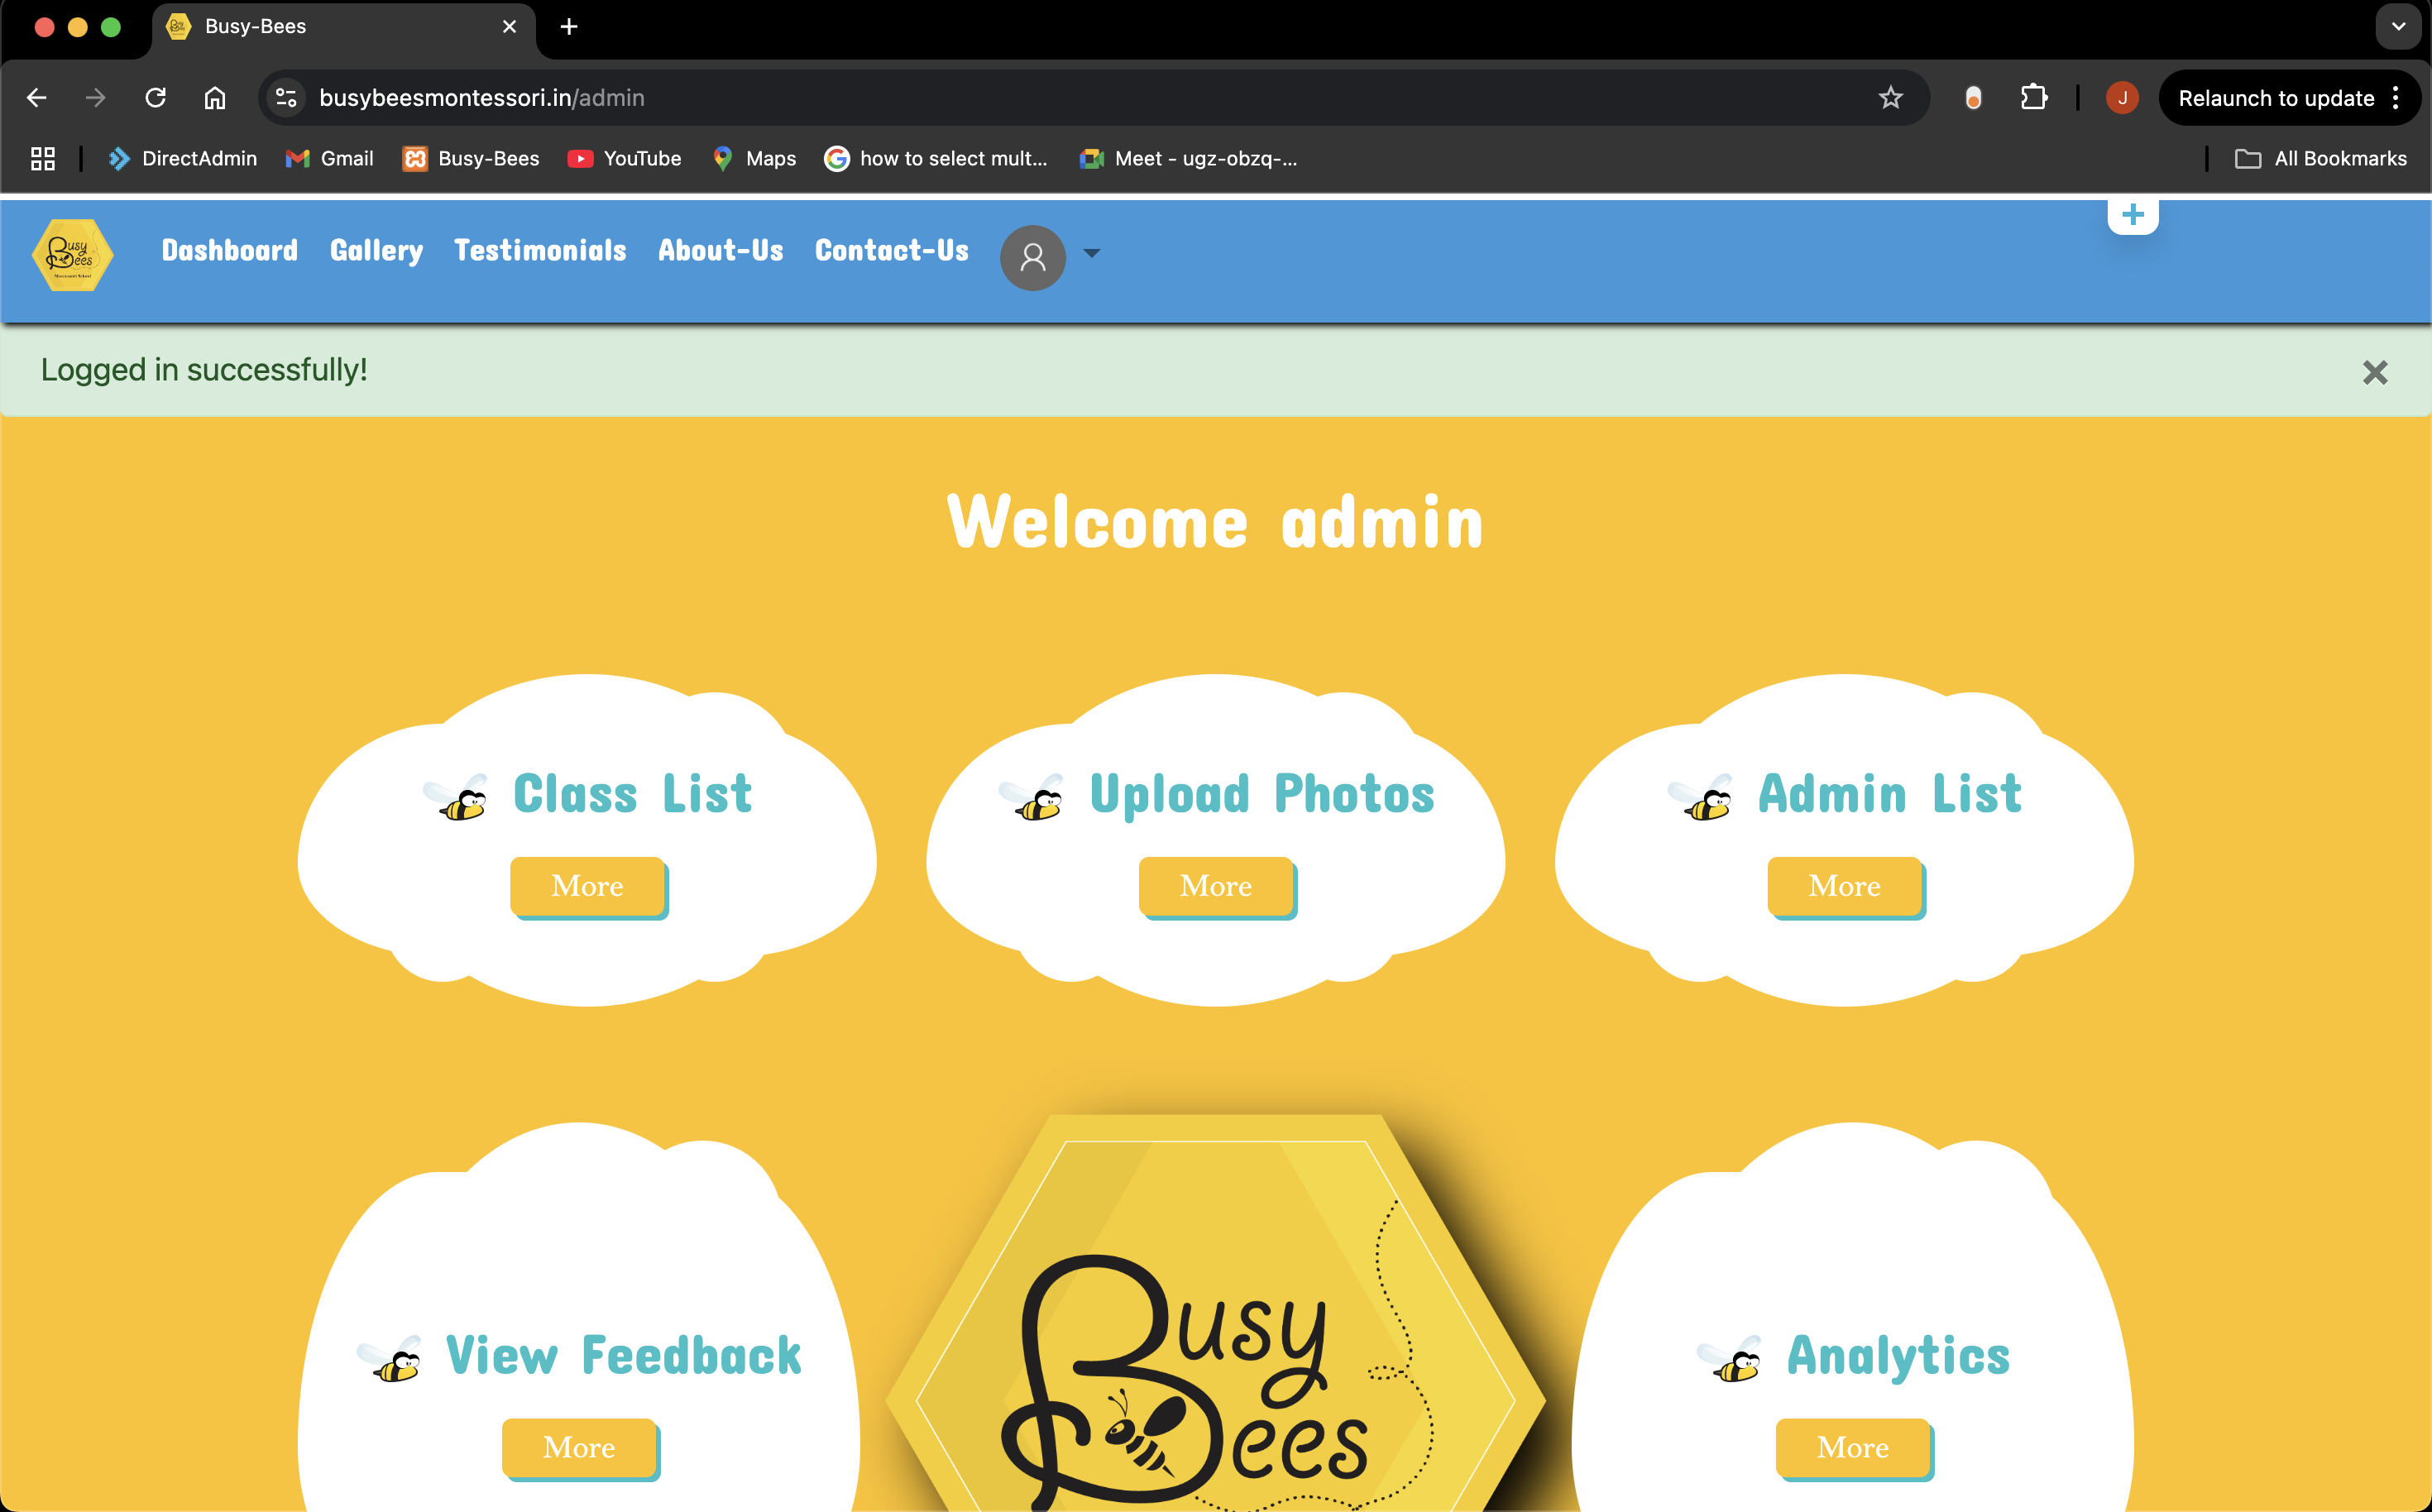 Busy-Bees
busybeesmontessori.in/admin
J
Relaunch to update
DirectAdmin
Gmail
Busy-Bees
YouTube
Maps
how to select mult...
Meet - ugz-obzq-...
All Bookmarks
Busy
Bees
Dashboard
Gallery
Testimonials
About-Us
Contact-Us
Logged in successfully!
Welcome admin
Class List
More
Upload Photos
More
Admin List
More
View Feedback
More
Busy
Bees
Analytics
More